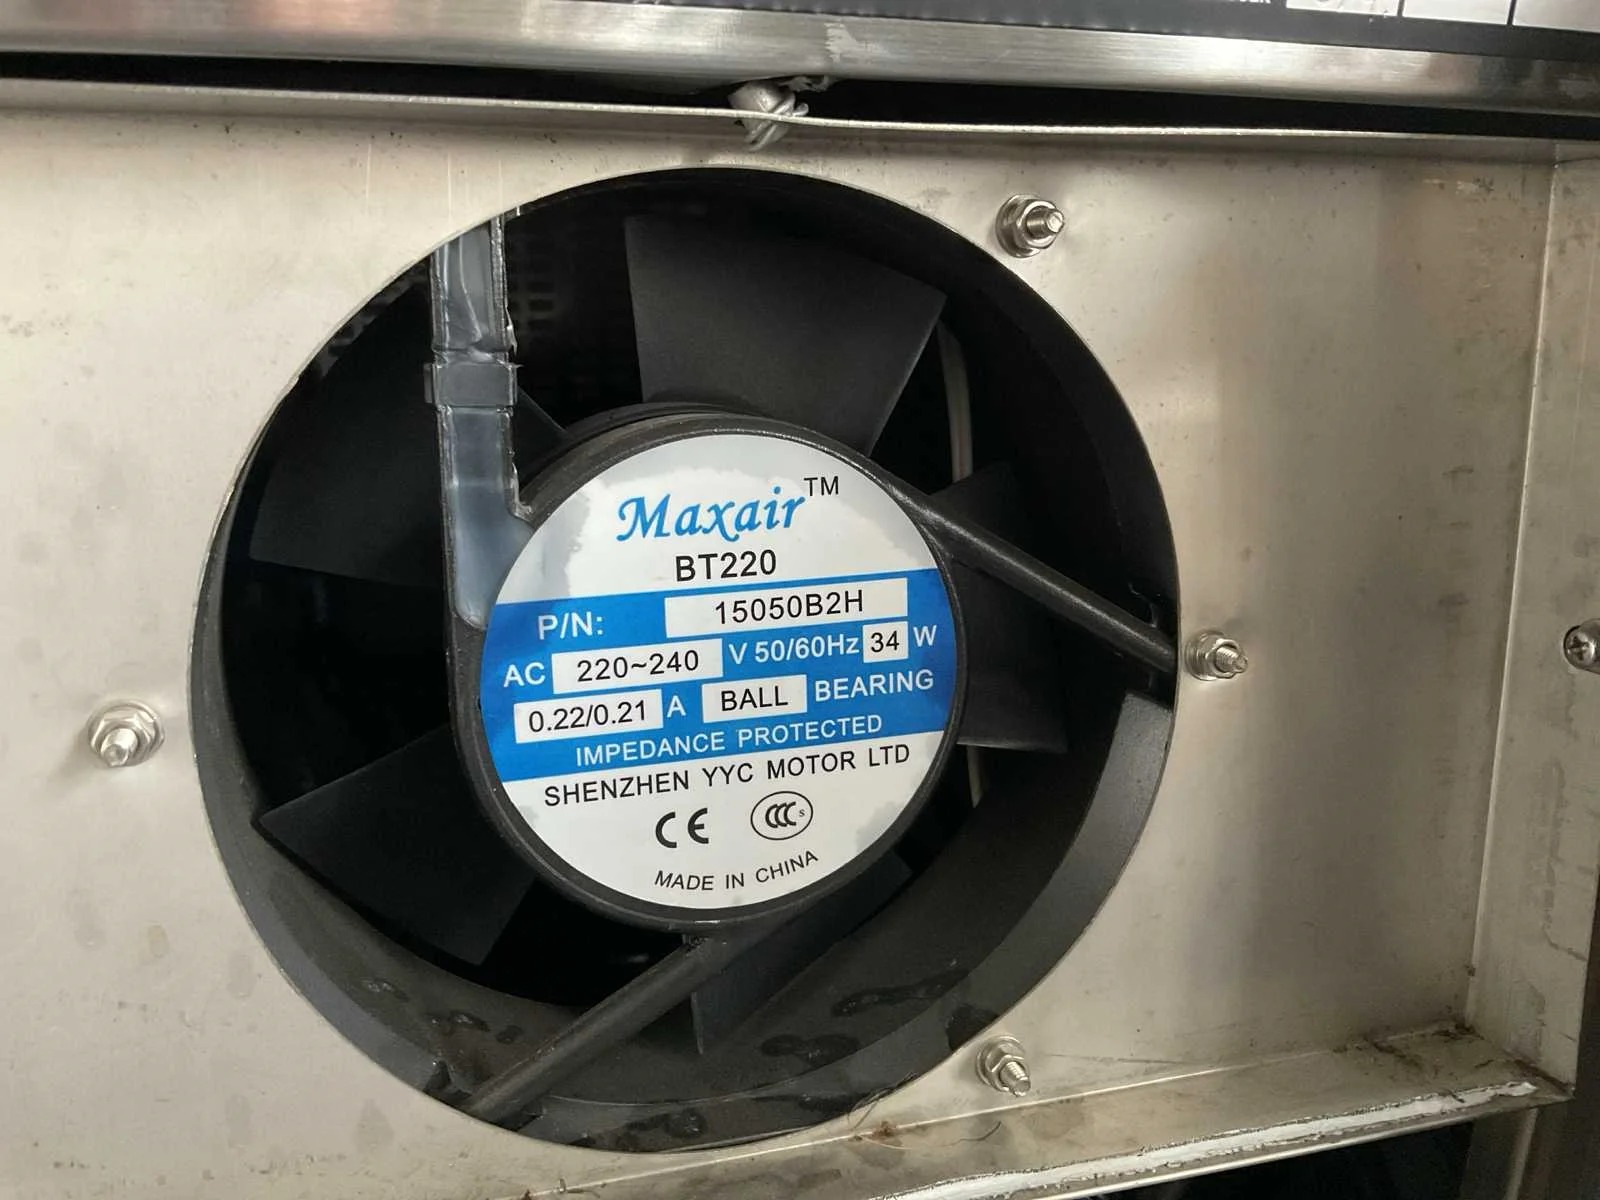 Maxair™
BT220
P/N: 15050B2H
AC 220~240 V 50/60Hz 34 W
0.22/0.21 A BALL BEARING
IMPEDANCE PROTECTED
SHENZHEN YYC MOTOR LTD
CE CCC S
MADE IN CHINA